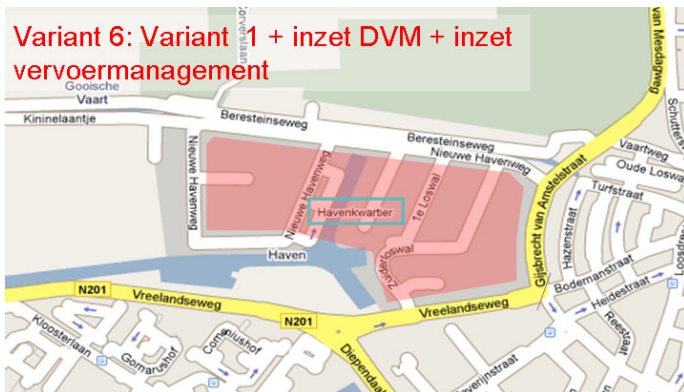 Variant 6: Variant 1 + inzet DVM + inzet
vervoermanagement
Corverslaan
van Mesdagweg
Gooische
Vaart
Kininelaantje
Beresteinseweg
Beresteinseweg
Nieuwe Havenweg
Nieuwe Havenweg
Nieuwe Havenweg
Vaartweg
Oude Loswal
Turfstraat
Gijsbrecht van Amstelstraat
Hazenstraat
1e Loswal
Havenkwartier
Zuiderloswal
Haven
Bodemanstraat
Heidestraat
Reestraat
N201
Vreelandseweg
N201
Vreelandseweg
Kloosterlaan
Gomarushof
Diependaal